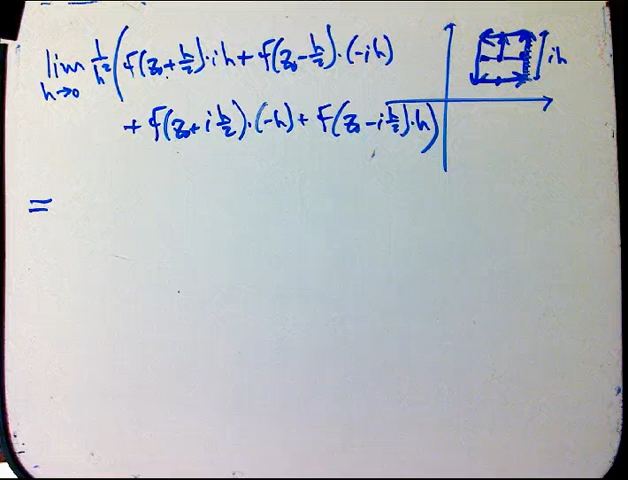 lim 1/h² (f(z₀+h/2)·ih + f(z₀-h/2)·(-ih)
h→0
+ f(z₀+i h/2)·(-h) + f(z₀-i h/2)·h)
=
ih